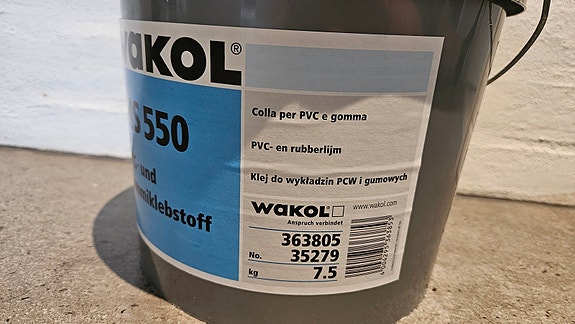 WAKOL®
S 550
und
miklebstoff
Colla per PVC e gomma
PVC- en rubberlijm
Klej do wykładzin PCW i gumowych
WAKOL
www.wakol.com
Anspruch verbindet
363805
No. 35279
kg 7.5